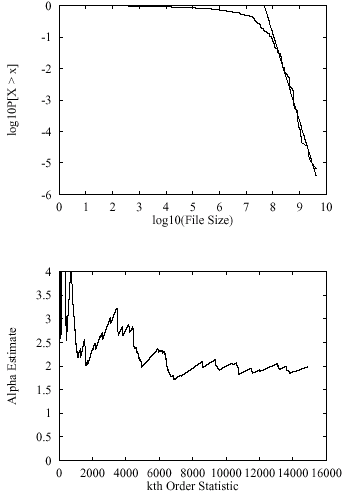 0
-1
-2
-3
-4
-5
-6
log10P[X > x]
0 1 2 3 4 5 6 7 8 9 10
log10(File Size)
4
3.5
3
2.5
2
1.5
1
0.5
0
Alpha Estimate
0 2000 4000 6000 8000 10000 12000 14000 16000
kth Order Statistic